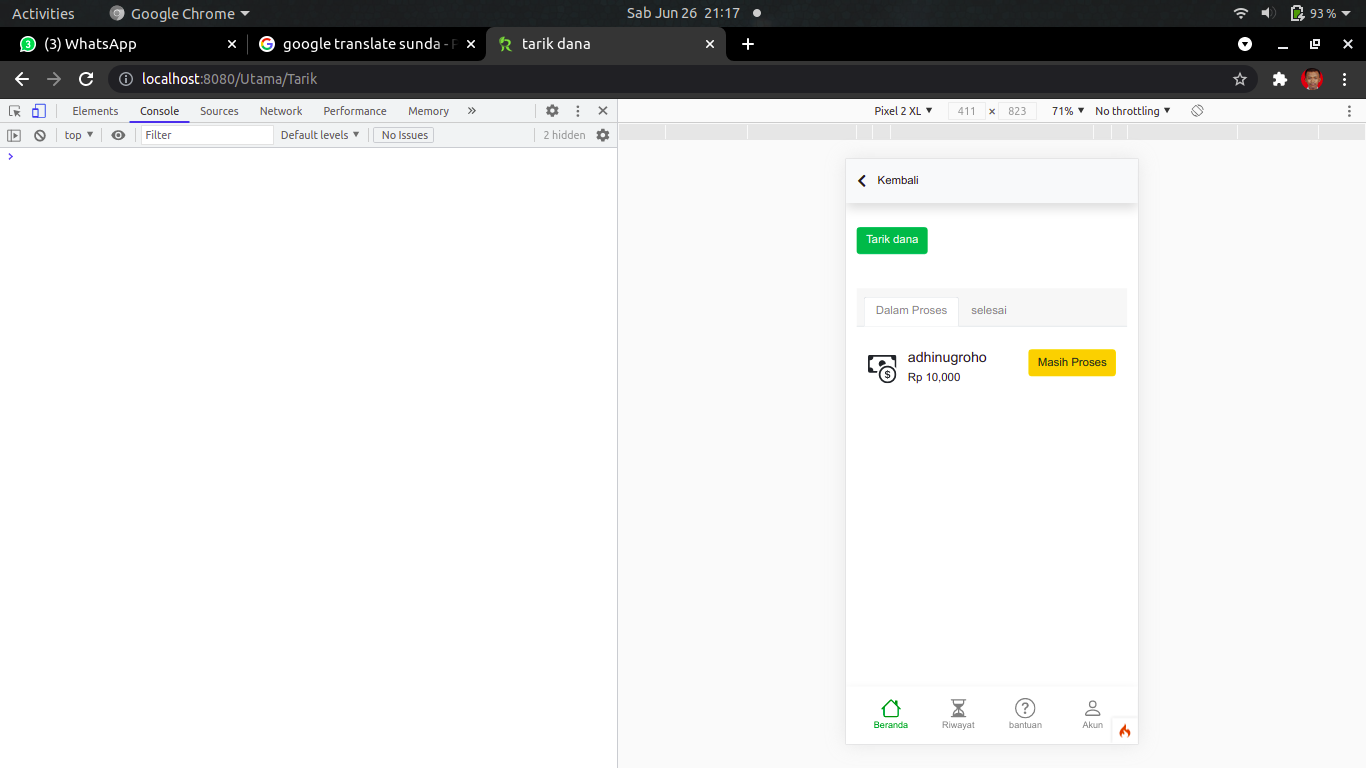 Activities
Google Chrome
Sab Jun 26 21:17
93 %
3
(3) WhatsApp
google translate sunda -
tarik dana
localhost:8080/Utama/Tarik
Elements Console Sources Network Performance Memory
Pixel 2 XL 411 × 823 71% No throttling
top Filter Default levels No Issues 2 hidden
Kembali
Tarik dana
Dalam Proses selesai
adhinugroho
Rp 10,000
Masih Proses
Beranda Riwayat bantuan Akun